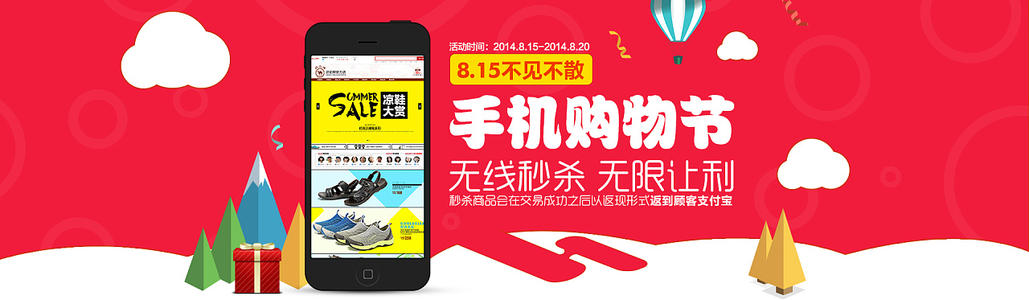 活动时间：2014.8.15-2014.8.20
8.15不见不散
手机购物节
无线秒杀 无限让利
秒杀商品会在交易成功之后以返现形式返到顾客支付宝
SUMMER
SALE
凉鞋
大赏